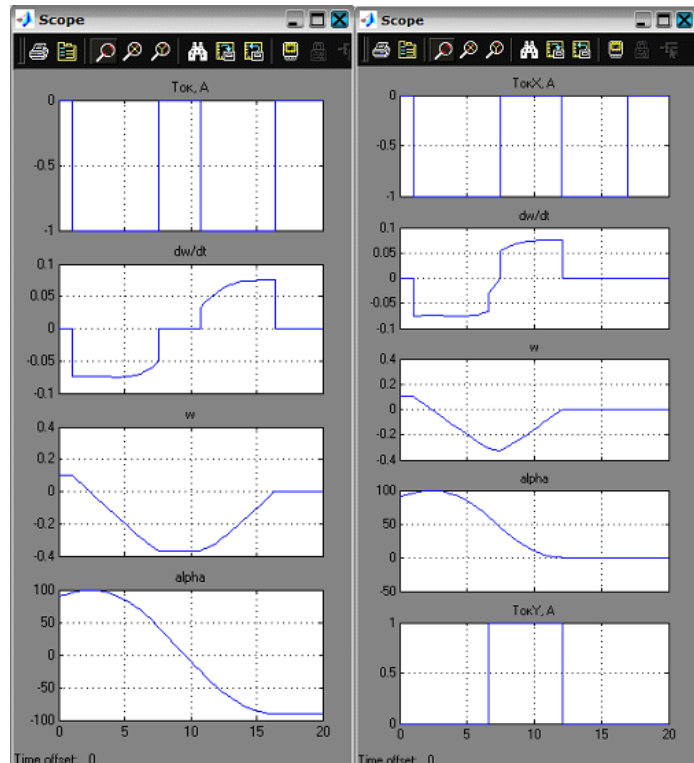 Scope
Ток, А
0
-0.5
-1
dw/dt
0.1
0.05
0
-0.05
-0.1
w
0.4
0.2
0
-0.2
-0.4
alpha
100
50
0
-50
-100
0 5 10 15 20
Time offset: 0
Scope
ТокX, А
0
-0.5
-1
dw/dt
0.1
0.05
0
-0.05
-0.1
w
0.4
0.2
0
-0.2
-0.4
alpha
100
50
0
-50
ТокY, А
1
0.5
0
0 5 10 15 20
Time offset: 0